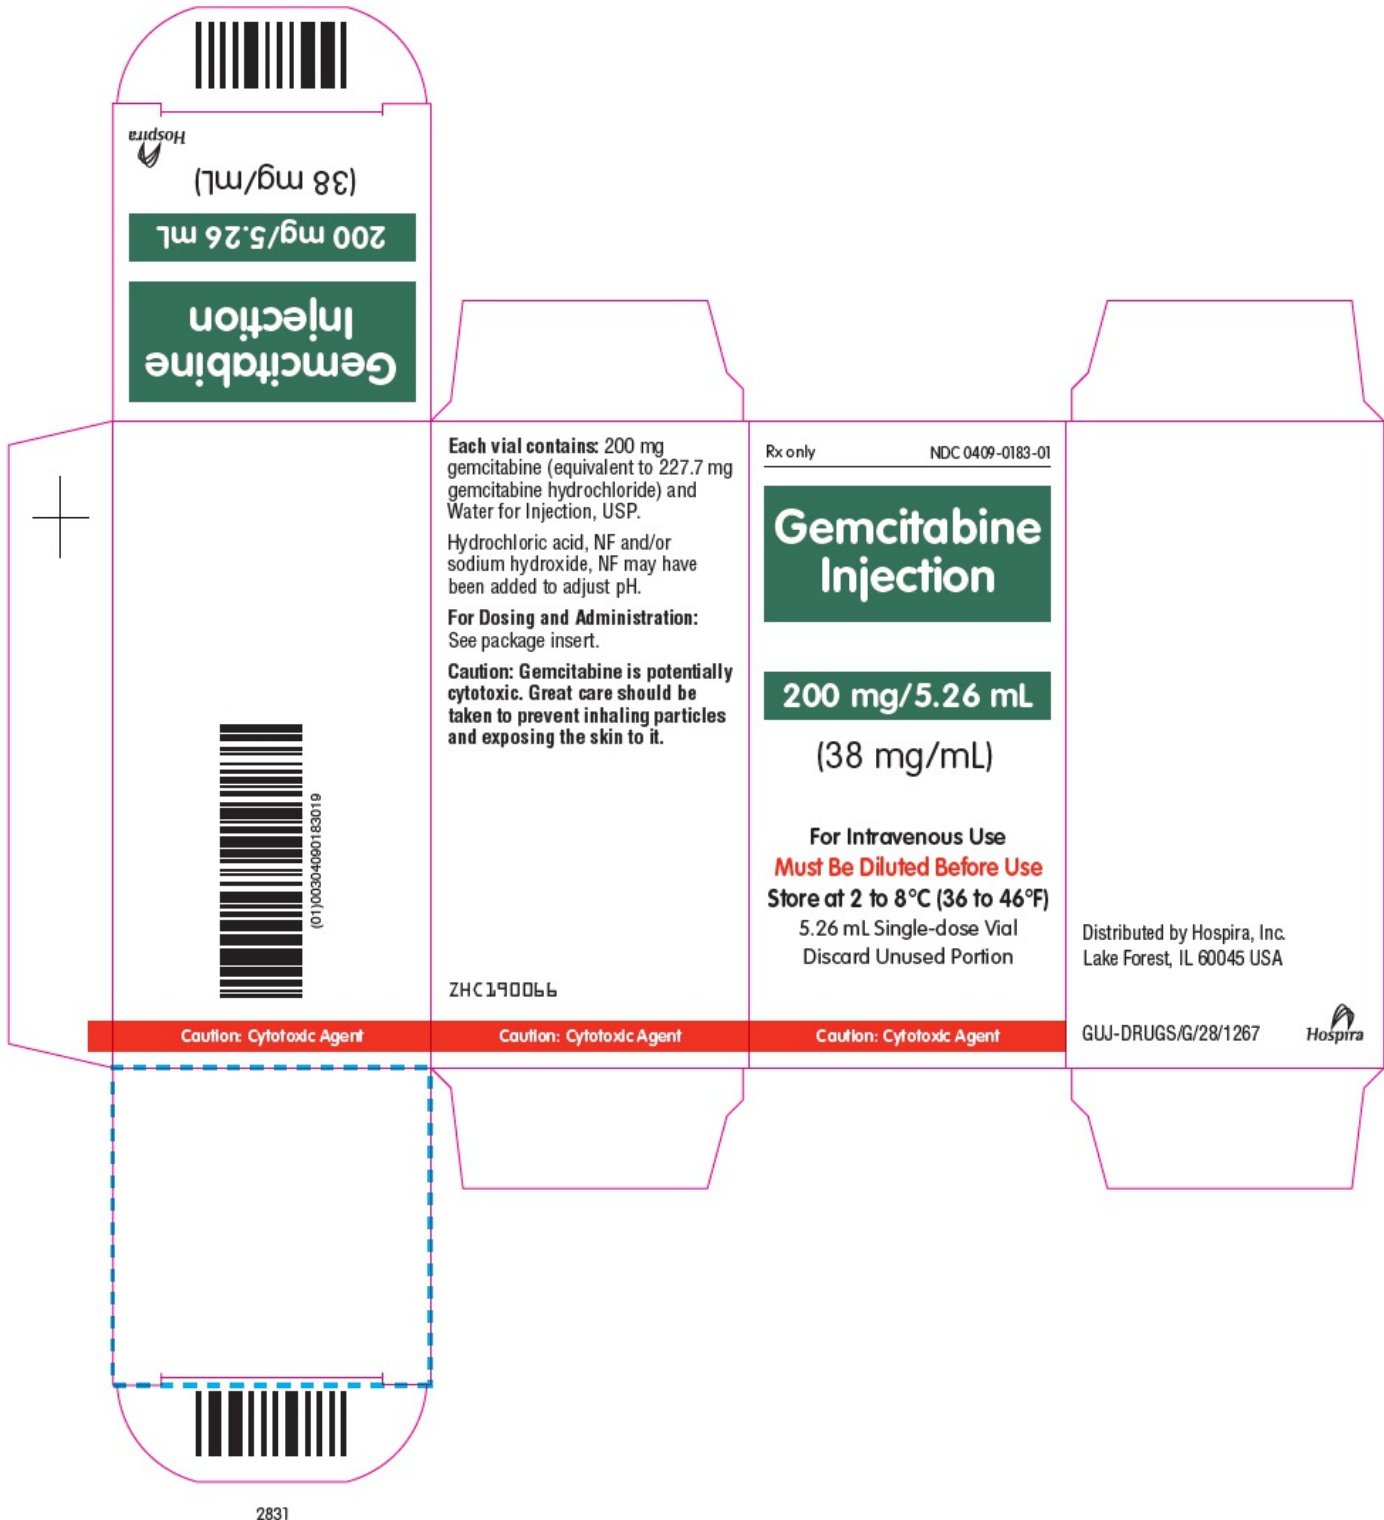 Hospira
(38 mg/mL)
200 mg/5.26 mL
Gemcitabine
Injection
(01)00304090183019
Caution: Cytotoxic Agent
Each vial contains: 200 mg
gemcitabine (equivalent to 227.7 mg
gemcitabine hydrochloride) and
Water for Injection, USP.
Hydrochloric acid, NF and/or
sodium hydroxide, NF may have
been added to adjust pH.
For Dosing and Administration:
See package insert.
Caution: Gemcitabine is potentially
cytotoxic. Great care should be
taken to prevent inhaling particles
and exposing the skin to it.
ZHC190066
Caution: Cytotoxic Agent
Rx only NDC 0409-0183-01
Gemcitabine
Injection
200 mg/5.26 mL
(38 mg/mL)
For Intravenous Use
Must Be Diluted Before Use
Store at 2 to 8°C (36 to 46°F)
5.26 mL Single-dose Vial
Discard Unused Portion
Caution: Cytotoxic Agent
Distributed by Hospira, Inc.
Lake Forest, IL 60045 USA
GUJ-DRUGS/G/28/1267
Hospira
2831